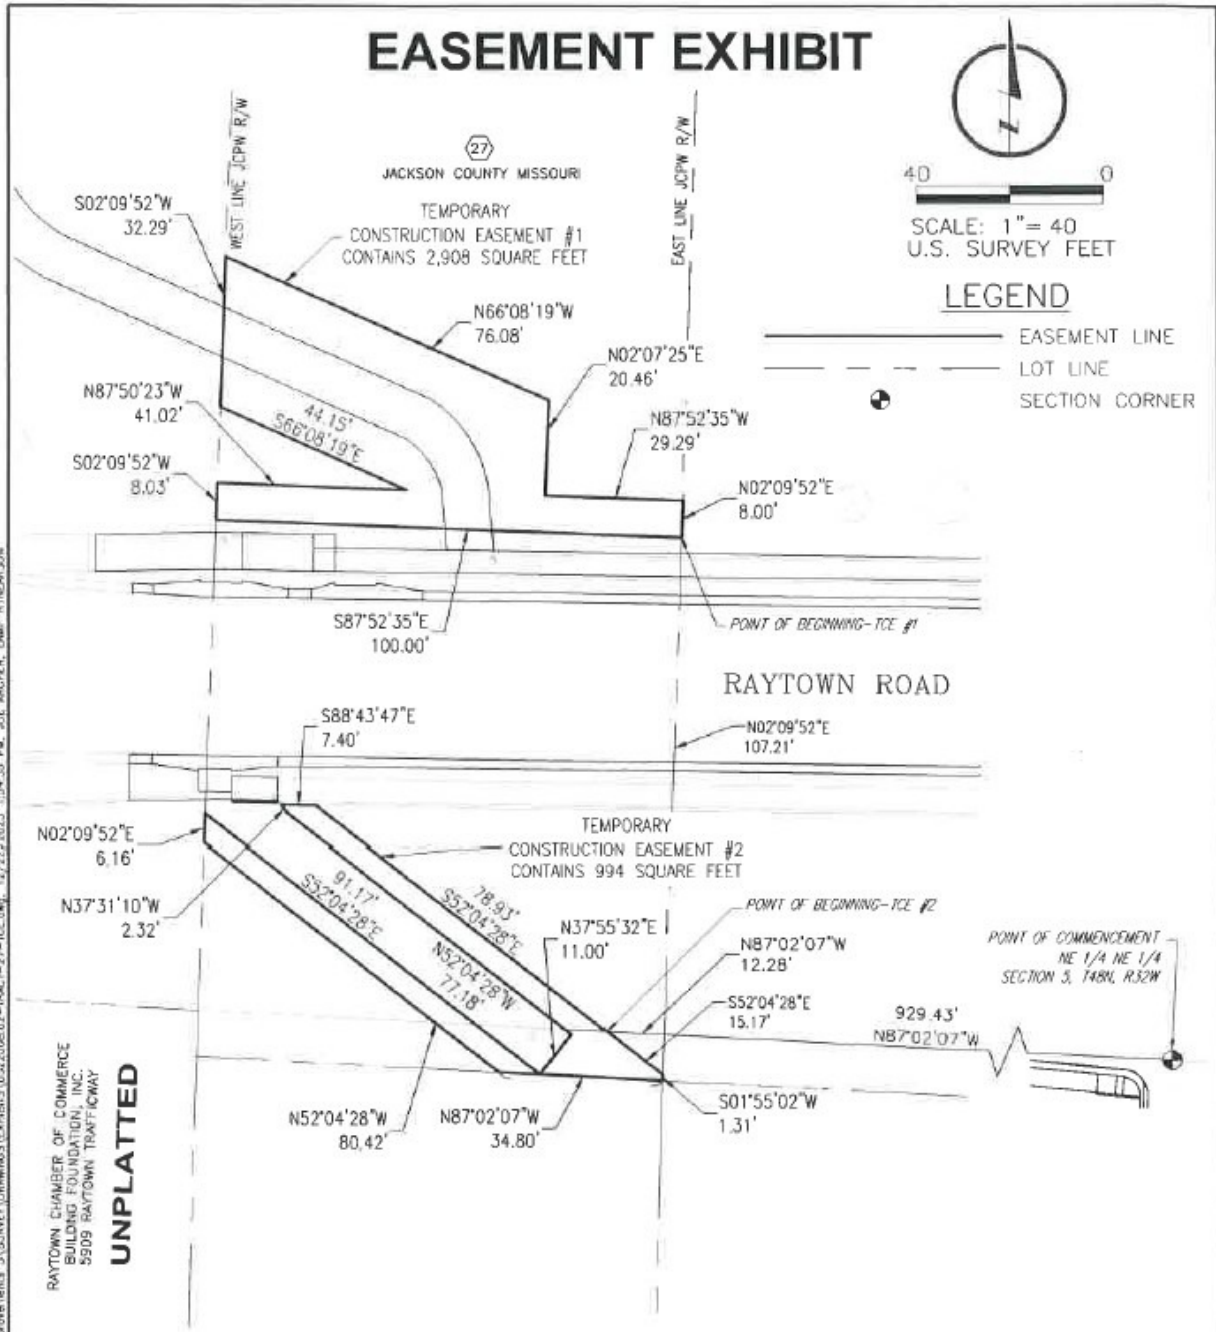 EASEMENT EXHIBIT
WEST LINE JCPW R/W
27
JACKSON COUNTY MISSOURI
EAST LINE JCPW R/W
N
40 0
SCALE: 1"= 40
U.S. SURVEY FEET
LEGEND
EASEMENT LINE
LOT LINE
SECTION CORNER
S02°09'52"W
32.29'
TEMPORARY
CONSTRUCTION EASEMENT #1
CONTAINS 2,908 SQUARE FEET
N66°08'19"W
76.08'
N02°07'25"E
20.46'
N87°50'23"W
41.02'
44.15'
S66°08'19"E
N87°52'35"W
29.29'
S02°09'52"W
8.03'
N02°09'52"E
8.00'
S87°52'35"E
100.00'
POINT OF BEGINNING-TCE #1
RAYTOWN ROAD
S88°43'47"E
7.40'
N02°09'52"E
107.21'
N02°09'52"E
6.16'
TEMPORARY
CONSTRUCTION EASEMENT #2
CONTAINS 994 SQUARE FEET
N37°31'10"W
2.32'
91.17'
S52°04'28"E
78.93'
S52°04'28"E
N52°04'28"W
77.18'
N37°55'32"E
11.00'
POINT OF BEGINNING-TCE #2
N87°02'07"W
12.28'
POINT OF COMMENCEMENT
NE 1/4 NE 1/4
SECTION 5, T48N, R32W
S52°04'28"E
15.17'
929.43'
N87°02'07"W
N52°04'28"W
80.42'
N87°02'07"W
34.80'
S01°55'02"W
1.31'
RAYTOWN CHAMBER OF COMMERCE
BUILDING FOUNDATION, INC.
5909 RAYTOWN TRAFFICWAY
UNPLATTED